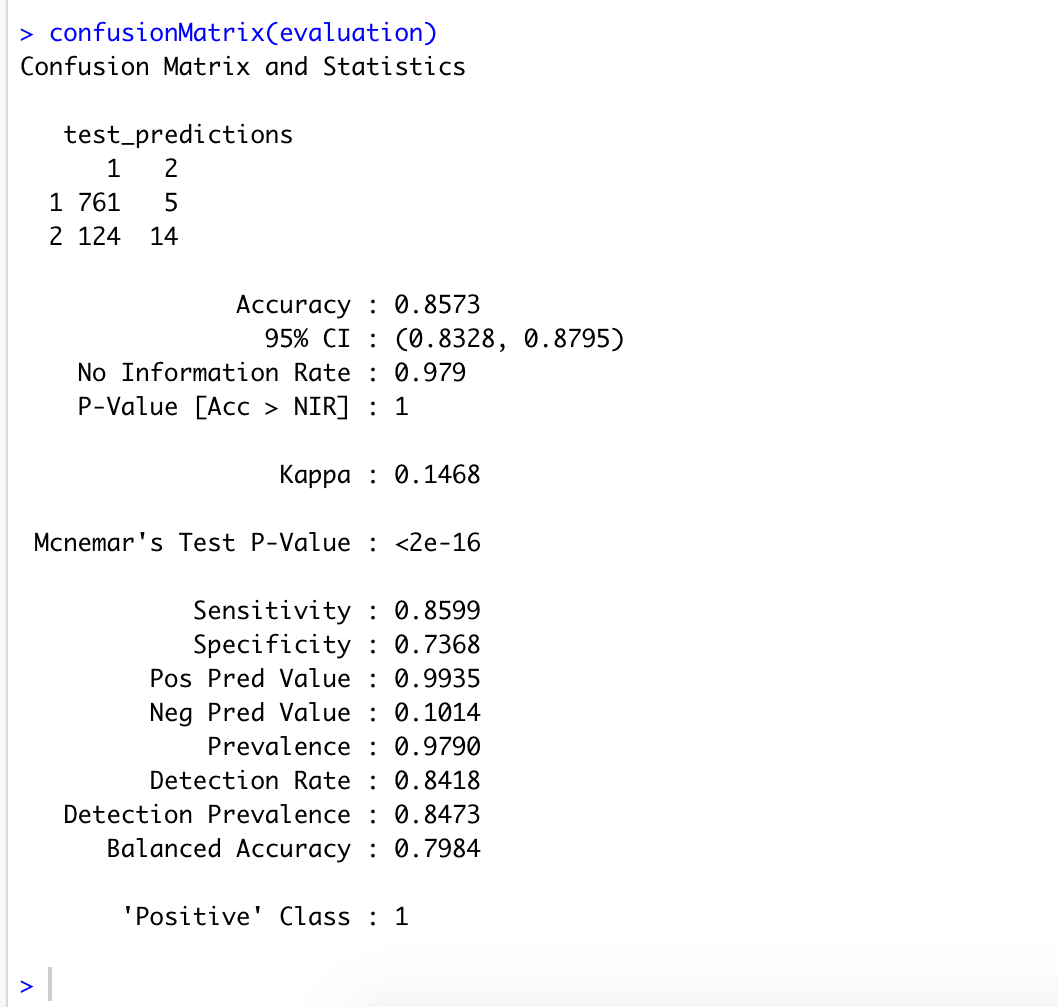 > confusionMatrix(evaluation)
Confusion Matrix and Statistics
test_predictions
1 2
1 761 5
2 124 14
Accuracy : 0.8573
95% CI : (0.8328, 0.8795)
No Information Rate : 0.979
P-Value [Acc > NIR] : 1
Kappa : 0.1468
Mcnemar's Test P-Value : <2e-16
Sensitivity : 0.8599
Specificity : 0.7368
Pos Pred Value : 0.9935
Neg Pred Value : 0.1014
Prevalence : 0.9790
Detection Rate : 0.8418
Detection Prevalence : 0.8473
Balanced Accuracy : 0.7984
'Positive' Class : 1
>